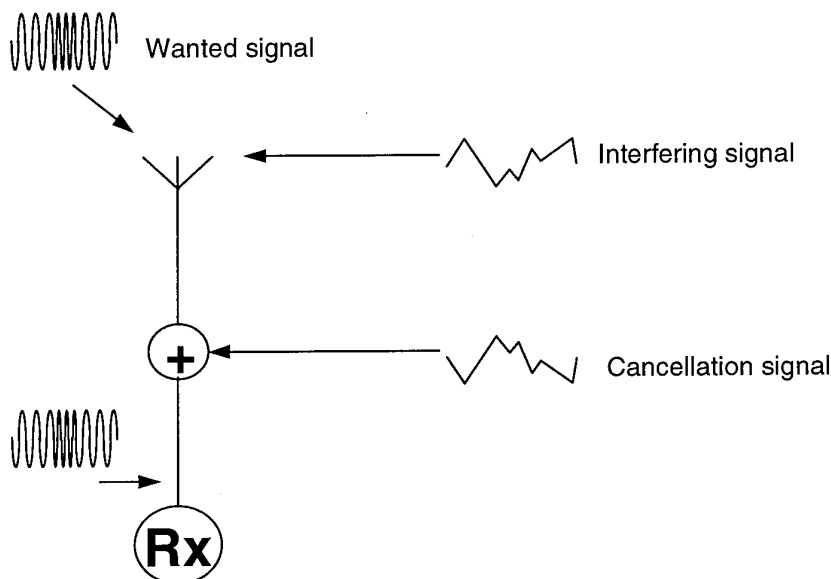 Wanted signal
Interfering signal
+
Cancellation signal
Rx